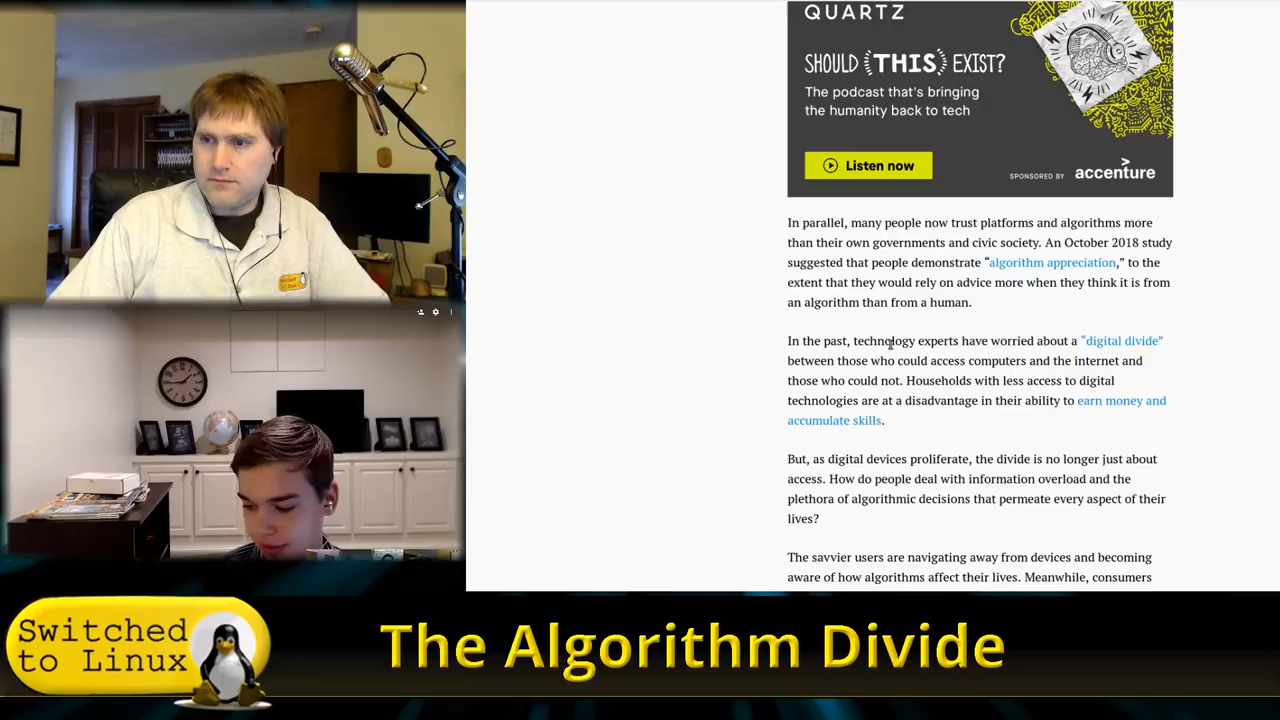 QUARTZ
SHOULD THIS EXIST?
The podcast that's bringing
the humanity back to tech
Listen now
SPONSORED BY accenture
In parallel, many people now trust platforms and algorithms more
than their own governments and civic society. An October 2018 study
suggested that people demonstrate “algorithm appreciation,” to the
extent that they would rely on advice more when they think it is from
an algorithm than from a human.
In the past, technology experts have worried about a “digital divide”
between those who could access computers and the internet and
those who could not. Households with less access to digital
technologies are at a disadvantage in their ability to earn money and
accumulate skills.
But, as digital devices proliferate, the divide is no longer just about
access. How do people deal with information overload and the
plethora of algorithmic decisions that permeate every aspect of their
lives?
The savvier users are navigating away from devices and becoming
aware of how algorithms affect their lives. Meanwhile, consumers
Switched
to Linux
The Algorithm Divide